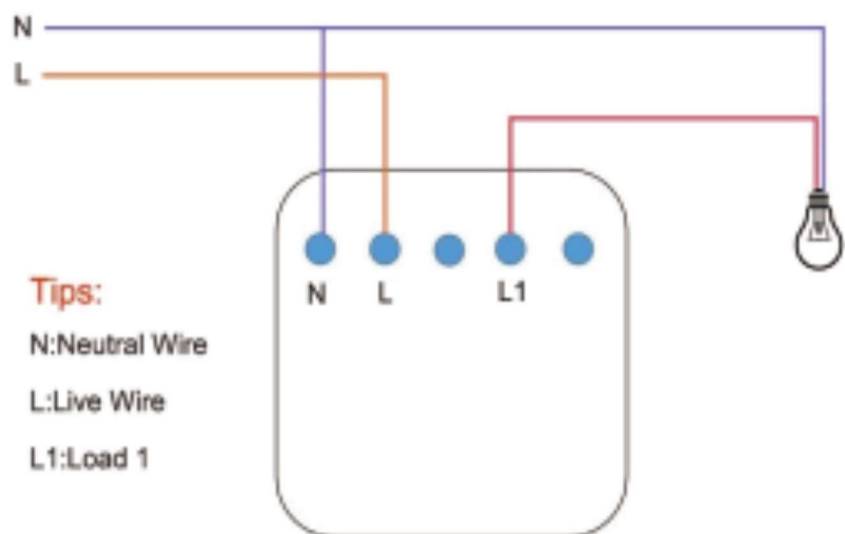 N
L
N L L1
Tips:
N:Neutral Wire
L:Live Wire
L1:Load 1